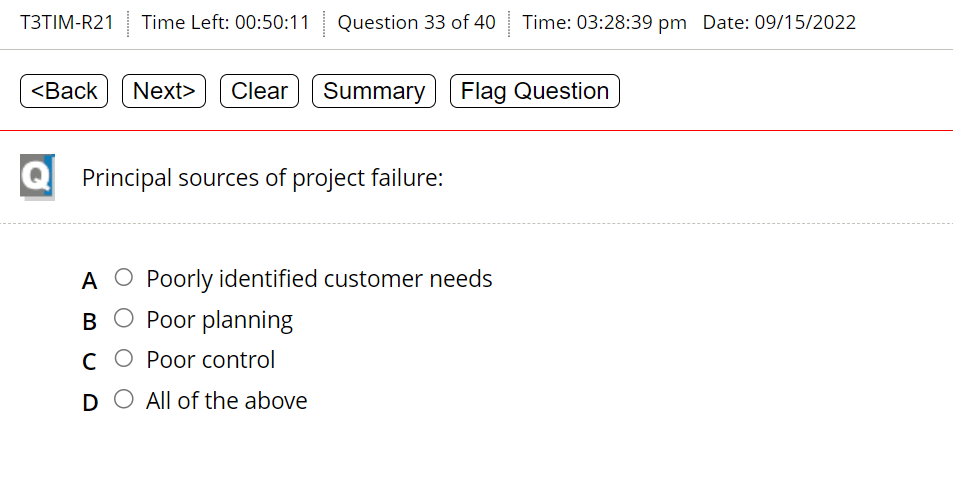 T3TIM-R21 Time Left: 00:50:11 Question 33 of 40 Time: 03:28:39 pm Date: 09/15/2022
<Back Next> Clear Summary Flag Question
Q Principal sources of project failure:
A Poorly identified customer needs
B Poor planning
C Poor control
D All of the above